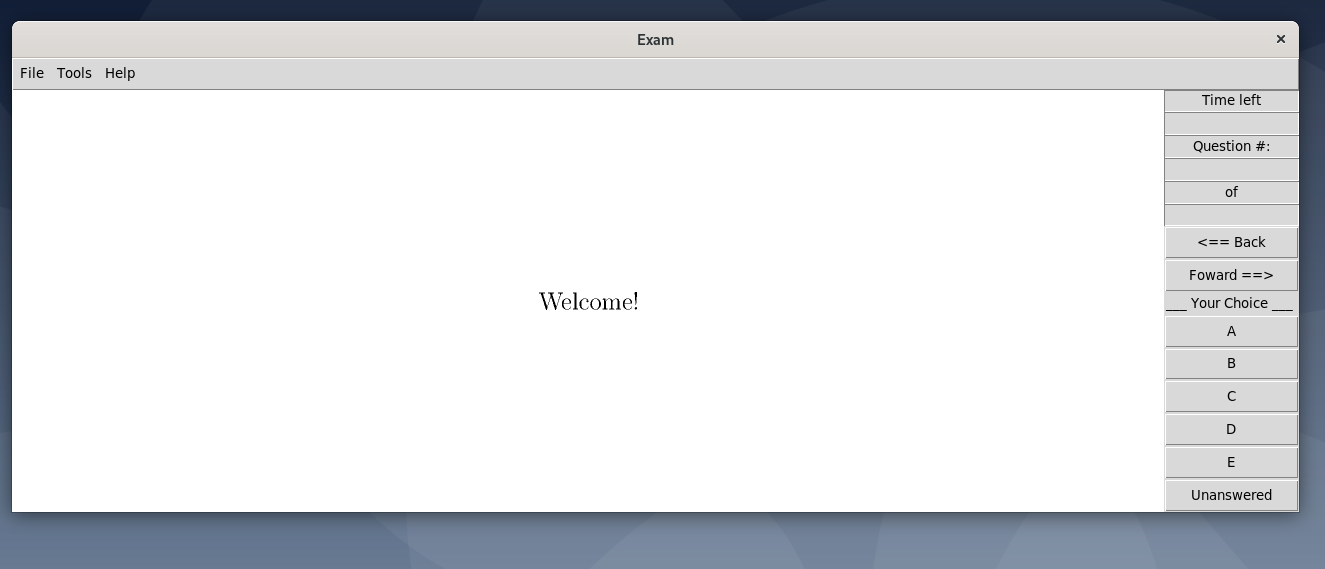 Exam
×
File Tools Help
Time left
Question #:
of
<== Back
Foward ==>
___ Your Choice ___
A
B
C
D
E
Unanswered
Welcome!